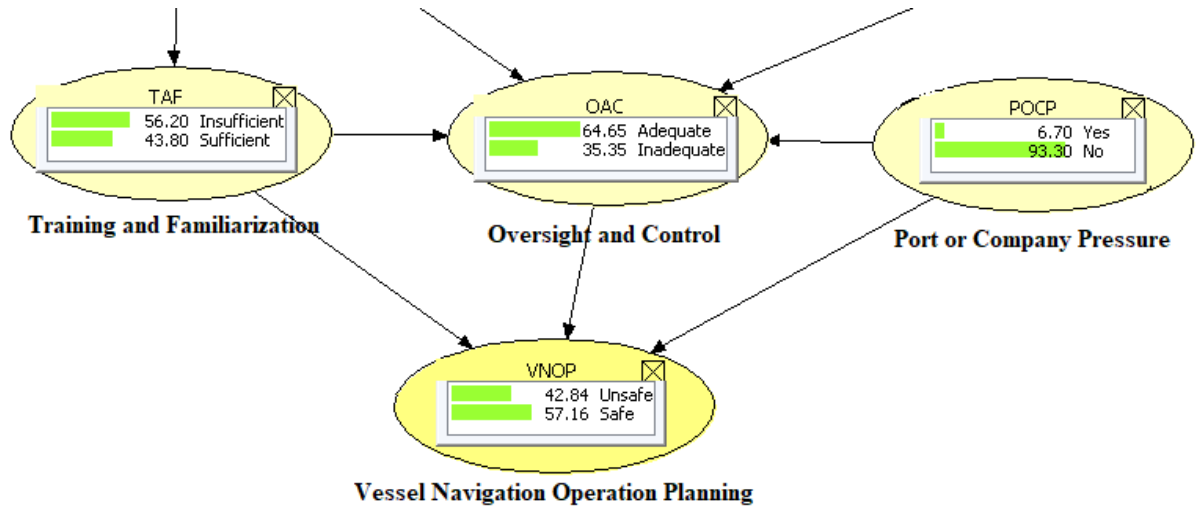 TAF
56.20 Insufficient
43.80 Sufficient
Training and Familiarization
OAC
64.65 Adequate
35.35 Inadequate
Oversight and Control
POCP
6.70 Yes
93.30 No
Port or Company Pressure
VNOP
42.84 Unsafe
57.16 Safe
Vessel Navigation Operation Planning